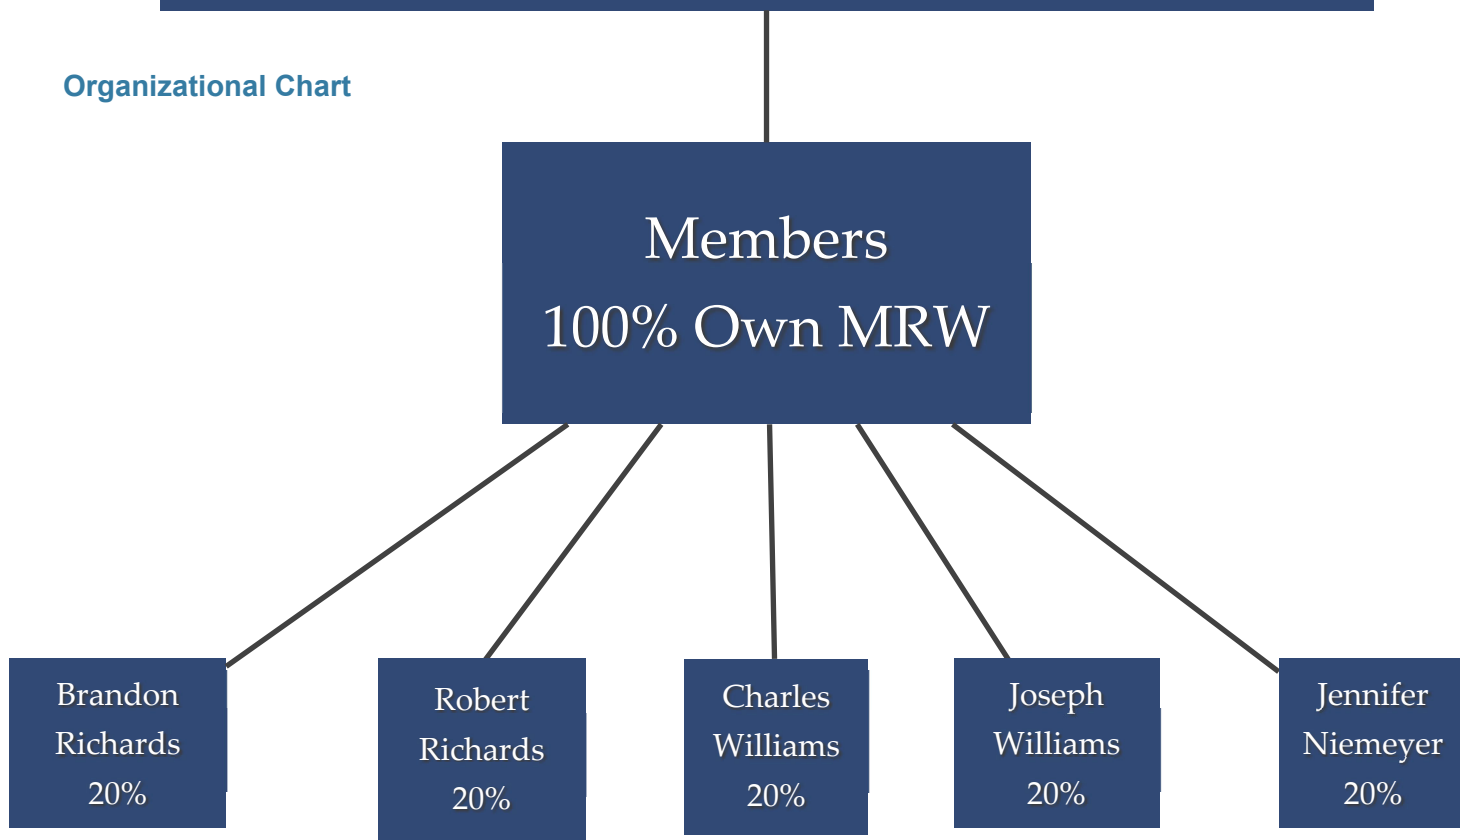 Organizational Chart
Members
100% Own MRW
Brandon
Richards
20%
Robert
Richards
20%
Charles
Williams
20%
Joseph
Williams
20%
Jennifer
Niemeyer
20%